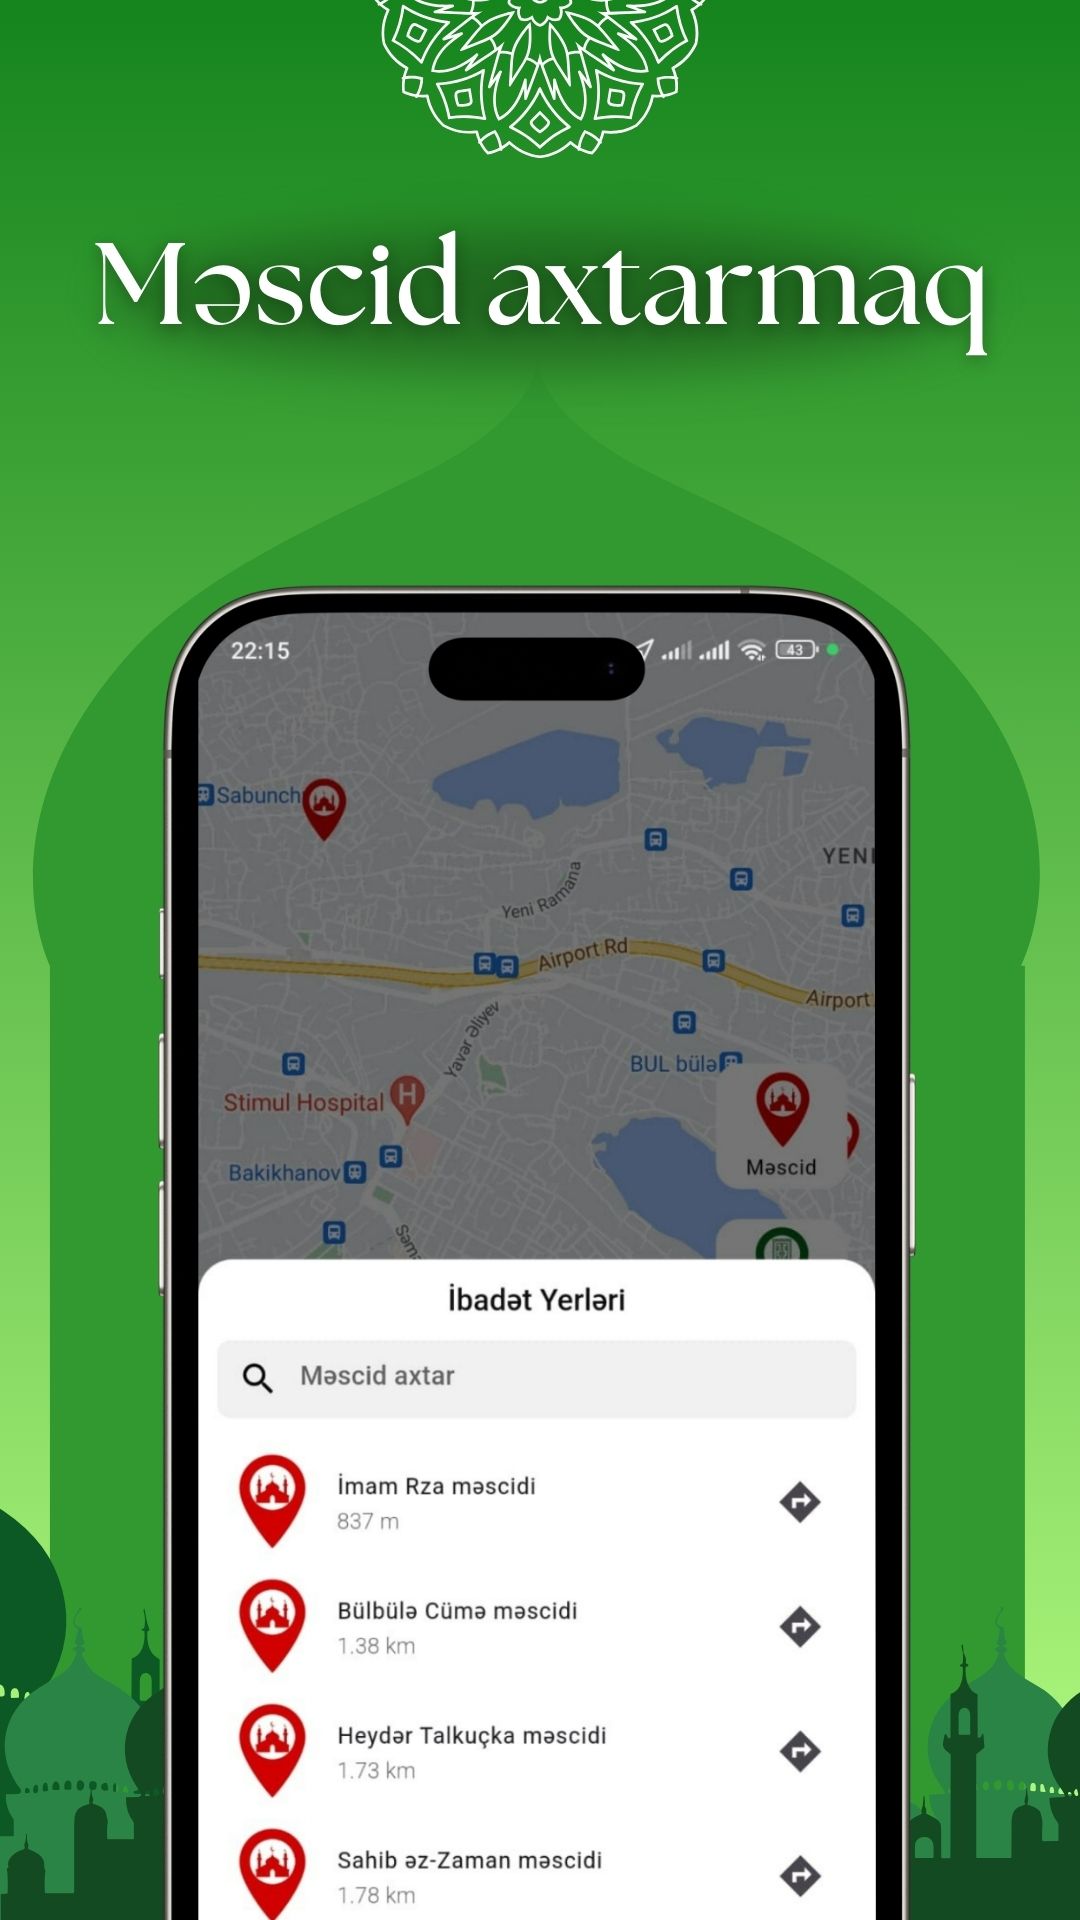 Məscid axtarmaq
22:15
43
Sabunch
YENI
Yeni Ramana
Airport Rd
Airport
Yavər Əliyev
BUL bülə
Stimul Hospital
H
Məscid
Bakikhanov
Səmə
İbadət Yerləri
Məscid axtar
İmam Rza məscidi
837 m
Bülbülə Cümə məscidi
1.38 km
Heydər Talkuçka məscidi
1.73 km
Sahib əz-Zaman məscidi
1.78 km